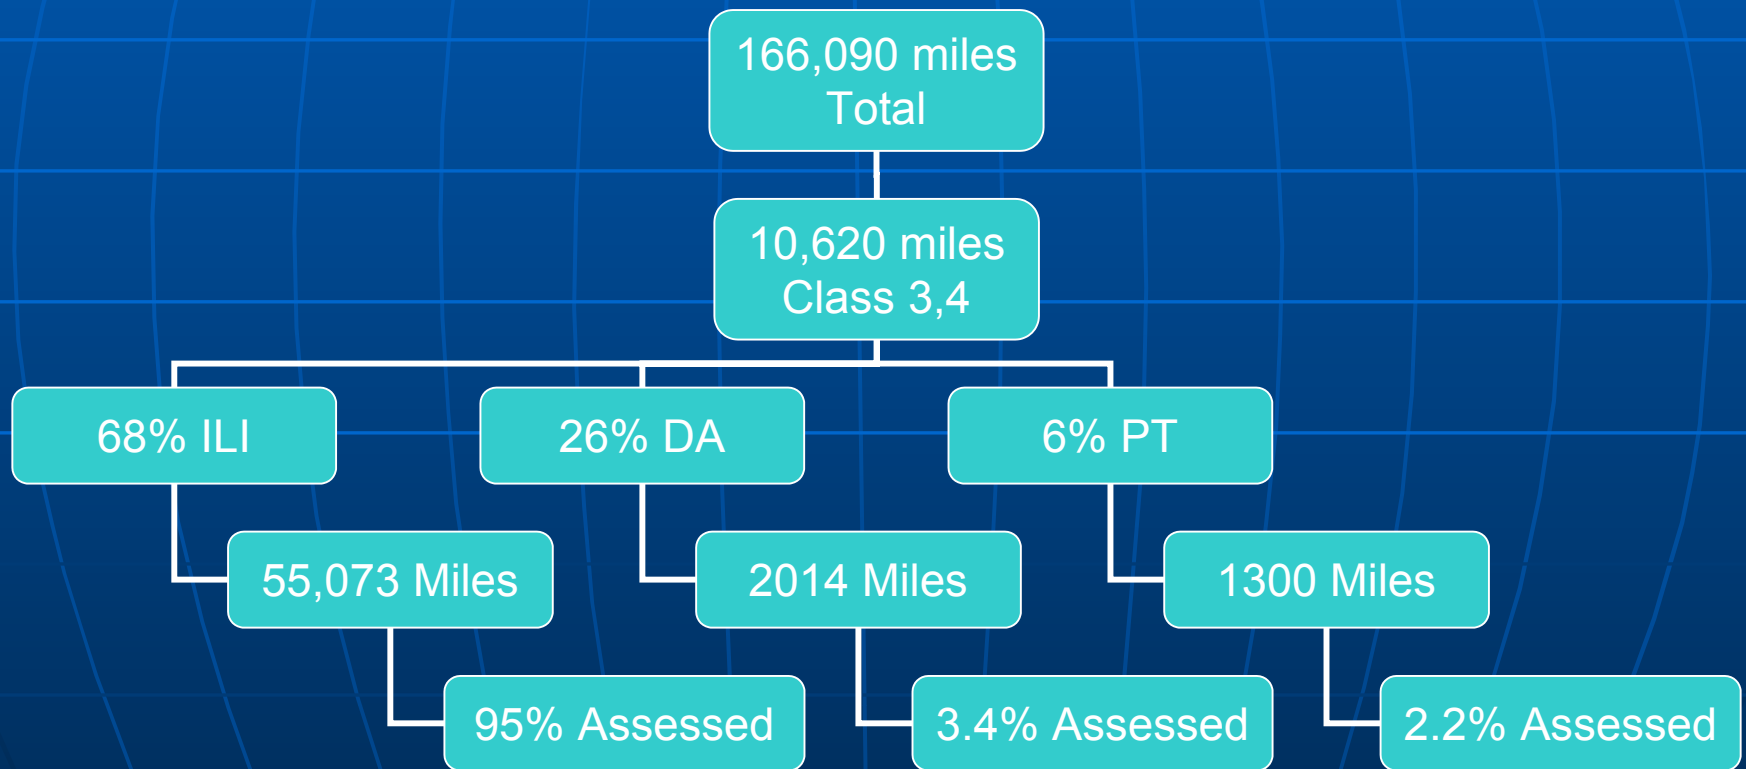 166,090 miles
Total
10,620 miles
Class 3,4
68% ILI
26% DA
6% PT
55,073 Miles
2014 Miles
1300 Miles
95% Assessed
3.4% Assessed
2.2% Assessed